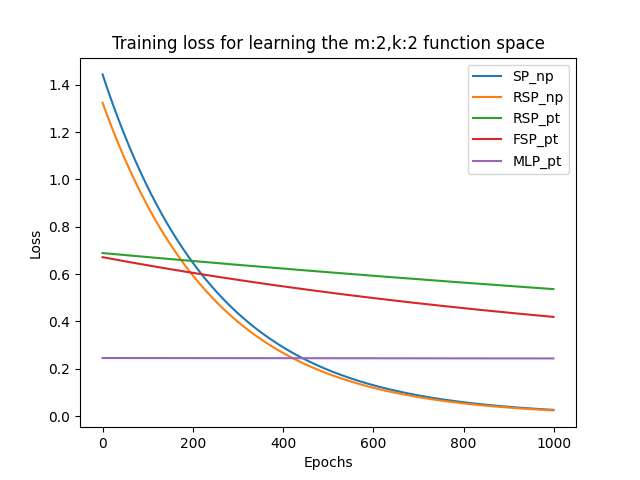 Training loss for learning the m:2,k:2 function space
SP_np
RSP_np
RSP_pt
FSP_pt
MLP_pt
Loss
1.4
1.2
1.0
0.8
0.6
0.4
0.2
0.0
0 200 400 600 800 1000
Epochs